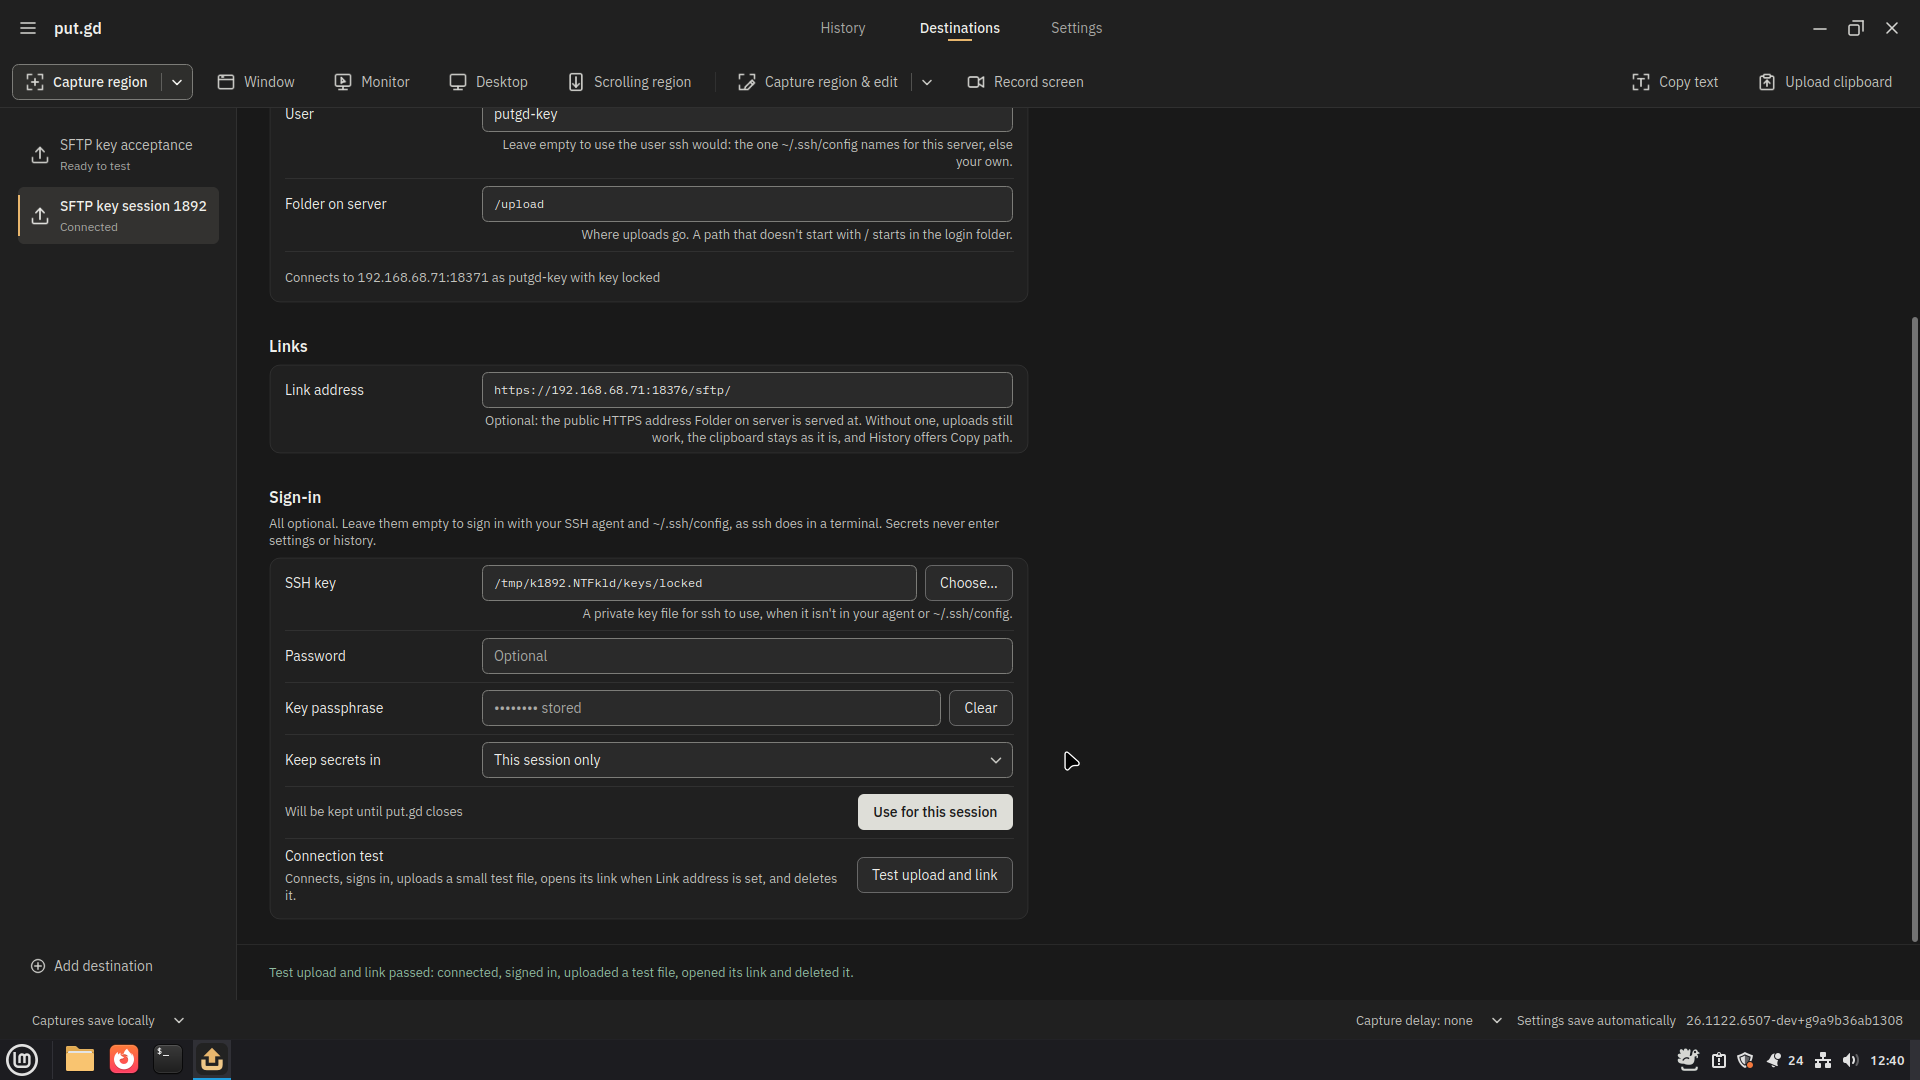 put.gd
History
Destinations
Settings
Capture region
Window
Monitor
Desktop
Scrolling region
Capture region & edit
Record screen
Copy text
Upload clipboard
SFTP key acceptance
Ready to test
SFTP key session 1892
Connected
Add destination
User
putgd-key
Leave empty to use the user ssh would: the one ~/.ssh/config names for this server, else
your own.
Folder on server
/upload
Where uploads go. A path that doesn't start with / starts in the login folder.
Connects to 192.168.68.71:18371 as putgd-key with key locked
Links
Link address
https://192.168.68.71:18376/sftp/
Optional: the public HTTPS address Folder on server is served at. Without one, uploads still
work, the clipboard stays as it is, and History offers Copy path.
Sign-in
All optional. Leave them empty to sign in with your SSH agent and ~/.ssh/config, as ssh does in a terminal. Secrets never enter
settings or history.
SSH key
/tmp/k1892.NTFkld/keys/locked
Choose...
A private key file for ssh to use, when it isn't in your agent or ~/.ssh/config.
Password
Optional
Key passphrase
•••••••• stored
Clear
Keep secrets in
This session only
Will be kept until put.gd closes
Use for this session
Connection test
Connects, signs in, uploads a small test file, opens its link when Link address is set, and deletes
it.
Test upload and link
Test upload and link passed: connected, signed in, uploaded a test file, opened its link and deleted it.
Captures save locally
Capture delay: none
Settings save automatically
26.1122.6507-dev+g9a9b36ab1308
24
12:40